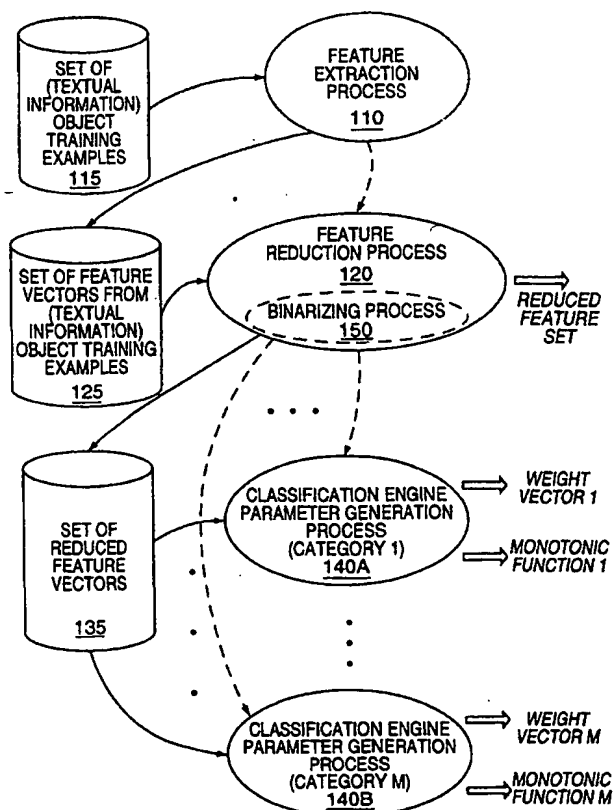 SET OF
(TEXTUAL
INFORMATION)
OBJECT
TRAINING
EXAMPLES
115
FEATURE
EXTRACTION
PROCESS
110
SET OF FEATURE
VECTORS FROM
(TEXTUAL
INFORMATION)
OBJECT TRAINING
EXAMPLES
125
FEATURE
REDUCTION PROCESS
120
BINARIZING PROCESS
150
REDUCED
FEATURE
SET
SET OF
REDUCED
FEATURE
VECTORS
135
CLASSIFICATION ENGINE
PARAMETER GENERATION
PROCESS
(CATEGORY 1)
140A
WEIGHT
VECTOR 1
MONOTONIC
FUNCTION 1
CLASSIFICATION ENGINE
PARAMETER GENERATION
PROCESS
(CATEGORY M)
140B
WEIGHT
VECTOR M
MONOTONIC
FUNCTION M